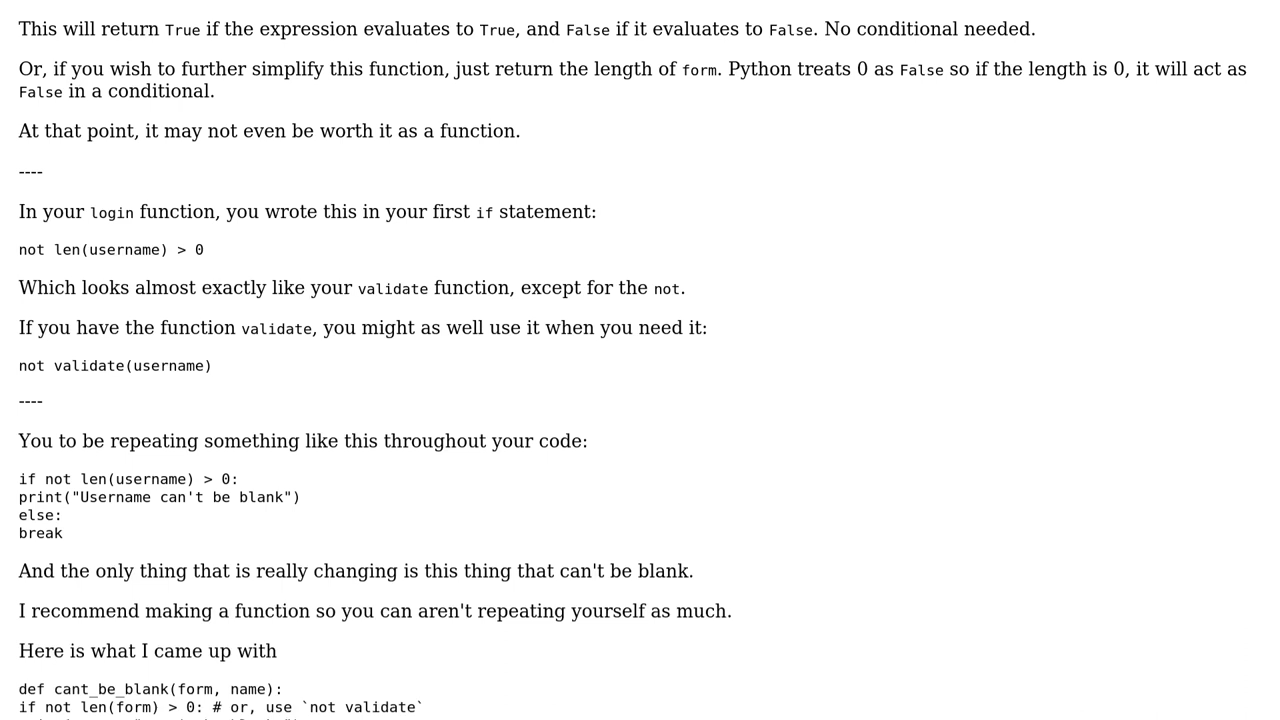 This will return True if the expression evaluates to True, and False if it evaluates to False. No conditional needed.
Or, if you wish to further simplify this function, just return the length of form. Python treats 0 as False so if the length is 0, it will act as
False in a conditional.
At that point, it may not even be worth it as a function.
----
In your login function, you wrote this in your first if statement:
not len(username) > 0
Which looks almost exactly like your validate function, except for the not.
If you have the function validate, you might as well use it when you need it:
not validate(username)
----
You to be repeating something like this throughout your code:
if not len(username) > 0:
print("Username can't be blank")
else:
break
And the only thing that is really changing is this thing that can't be blank.
I recommend making a function so you can aren't repeating yourself as much.
Here is what I came up with
def cant_be_blank(form, name):
if not len(form) > 0: # or, use `not validate`